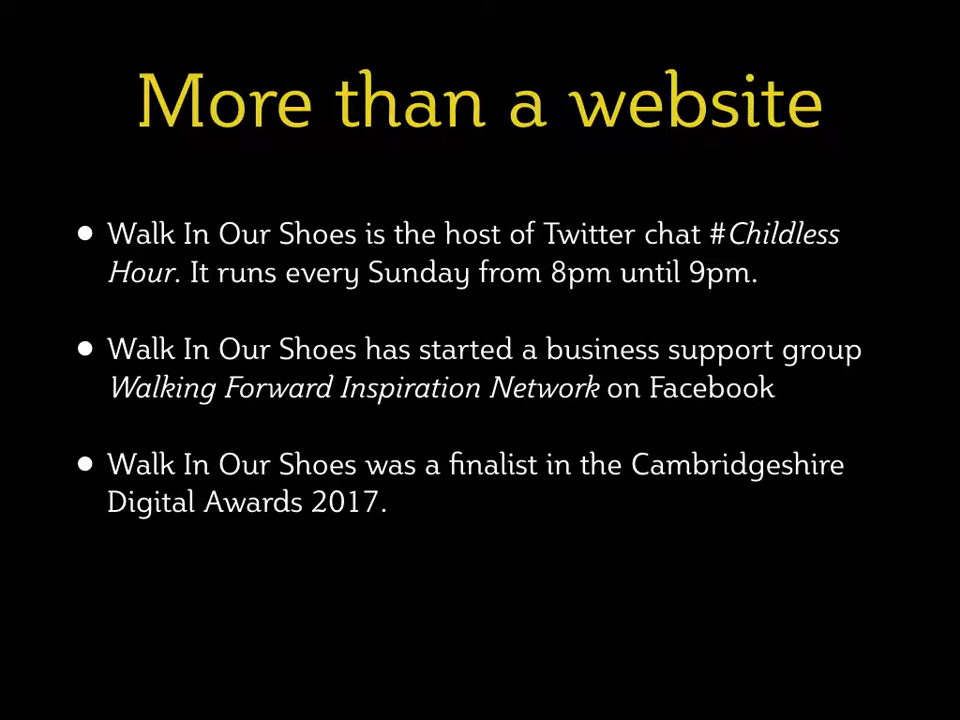 More than a website
• Walk In Our Shoes is the host of Twitter chat #Childless
Hour. It runs every Sunday from 8pm until 9pm.
• Walk In Our Shoes has started a business support group
Walking Forward Inspiration Network on Facebook
• Walk In Our Shoes was a finalist in the Cambridgeshire
Digital Awards 2017.